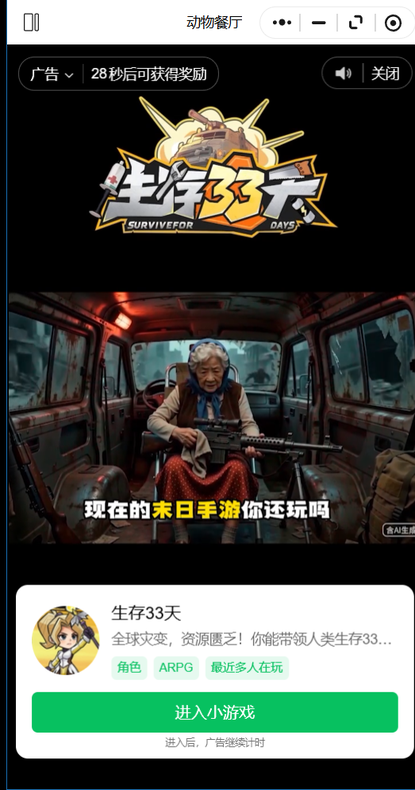 动物餐厅
广告
28秒后可获得奖励
关闭
生存33天
SURVIVE FOR DAYS
现在的末日手游你还玩吗
含AI生成
生存33天
全球灾变，资源匮乏！你能带领人类生存33…
角色
ARPG
最近多人在玩
进入小游戏
进入后，广告继续计时